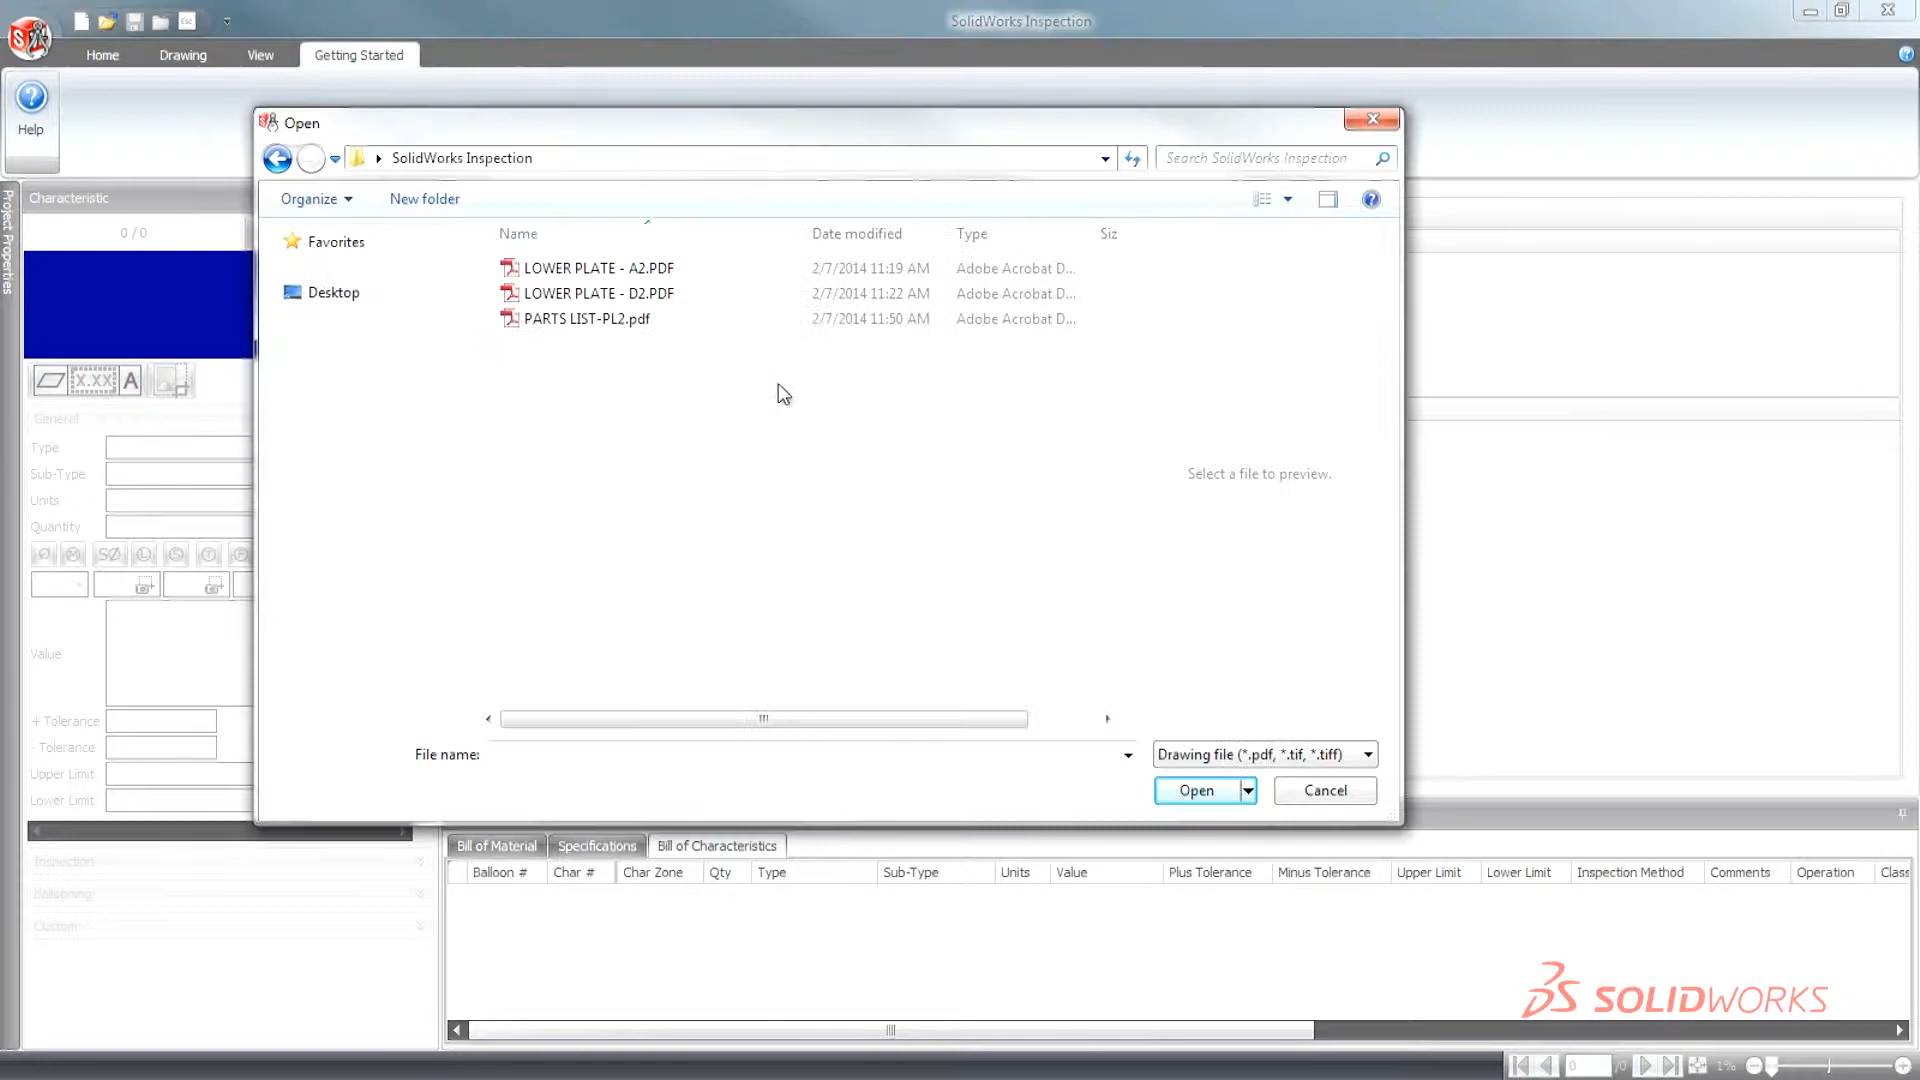 Esc
SolidWorks Inspection
Home
Drawing
View
Getting Started
Help
Project Properties
Characteristic
0 / 0
Open
SolidWorks Inspection
Search SolidWorks Inspection
Organize
New folder
Favorites
Desktop
Name
Date modified
Type
Siz
LOWER PLATE - A2.PDF
2/7/2014 11:19 AM
Adobe Acrobat D...
LOWER PLATE - D2.PDF
2/7/2014 11:22 AM
Adobe Acrobat D...
PARTS LIST-PL2.pdf
2/7/2014 11:50 AM
Adobe Acrobat D...
Select a file to preview.
File name:
Drawing file (*.pdf, *.tif, *.tiff)
Open
Cancel
X.XX
A
General
Type
Sub-Type
Units
Quantity
Value
+ Tolerance
- Tolerance
Upper Limit
Lower Limit
Inspection
Ballooning
Custom
Bill of Material
Specifications
Bill of Characteristics
Balloon #
Char #
Char Zone
Qty
Type
Sub-Type
Units
Value
Plus Tolerance
Minus Tolerance
Upper Limit
Lower Limit
Inspection Method
Comments
Operation
Class
SOLIDWORKS
0
/0
1%